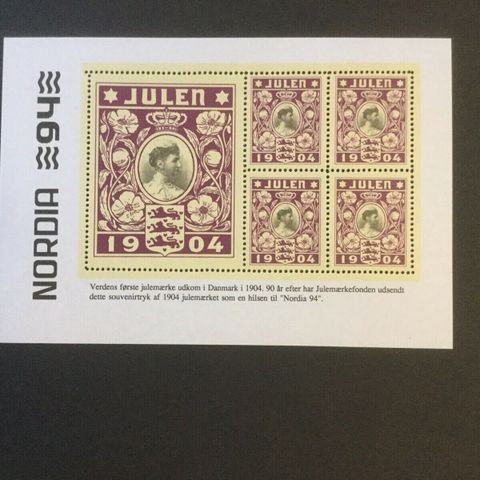 NORDIA 94
JULEN
1904
JULEN
1904
JULEN
1904
JULEN
1904
JULEN
1904
Verdens første julemærke udkom i Danmark i 1904. 90 år efter har Julemærkefonden udsendt
dette souvenirtryk af 1904 julemærket som en hilsen til "Nordia 94".